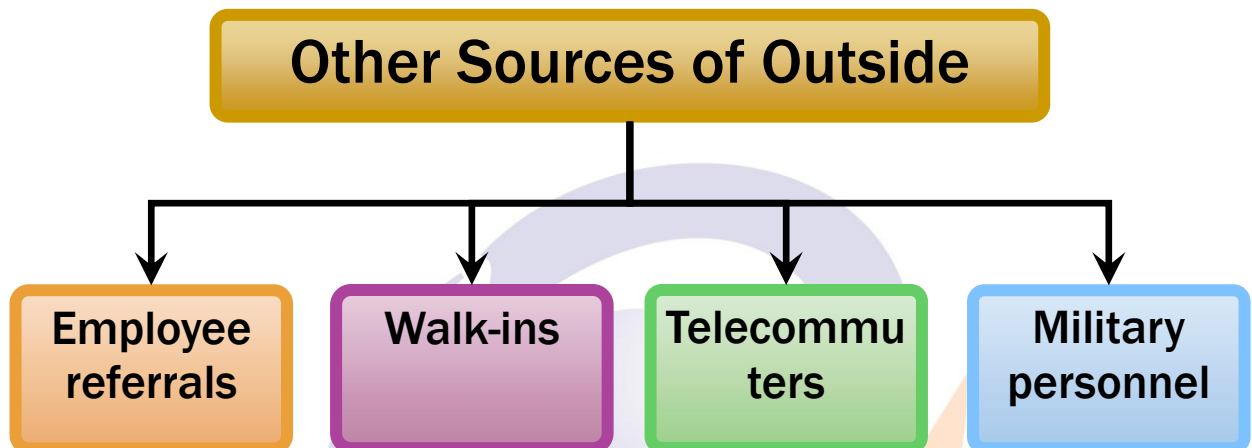 Other Sources of Outside
Employee
referrals
Walk-ins
Telecommu
ters
Military
personnel